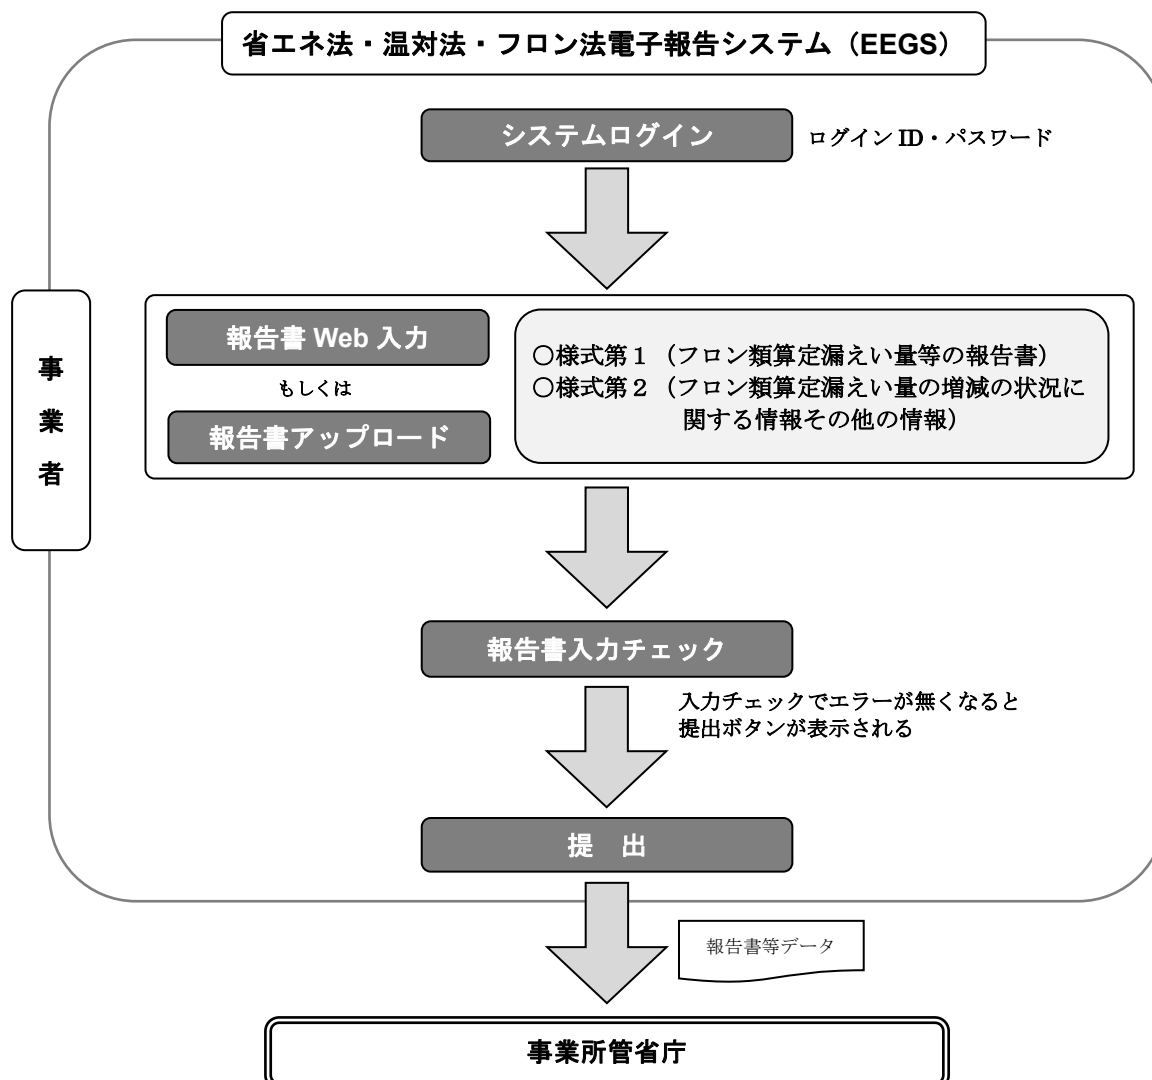 省エネ法・温対法・フロン法電子報告システム（EEGS）
システムログイン
ログイン ID・パスワード
事
業
者
報告書 Web 入力
もしくは
報告書アップロード
○様式第１（フロン類算定漏えい量等の報告書）
○様式第２（フロン類算定漏えい量の増減の状況に
関する情報その他の情報）
報告書入力チェック
入力チェックでエラーが無くなると
提出ボタンが表示される
提　出
報告書等データ
事業所管省庁